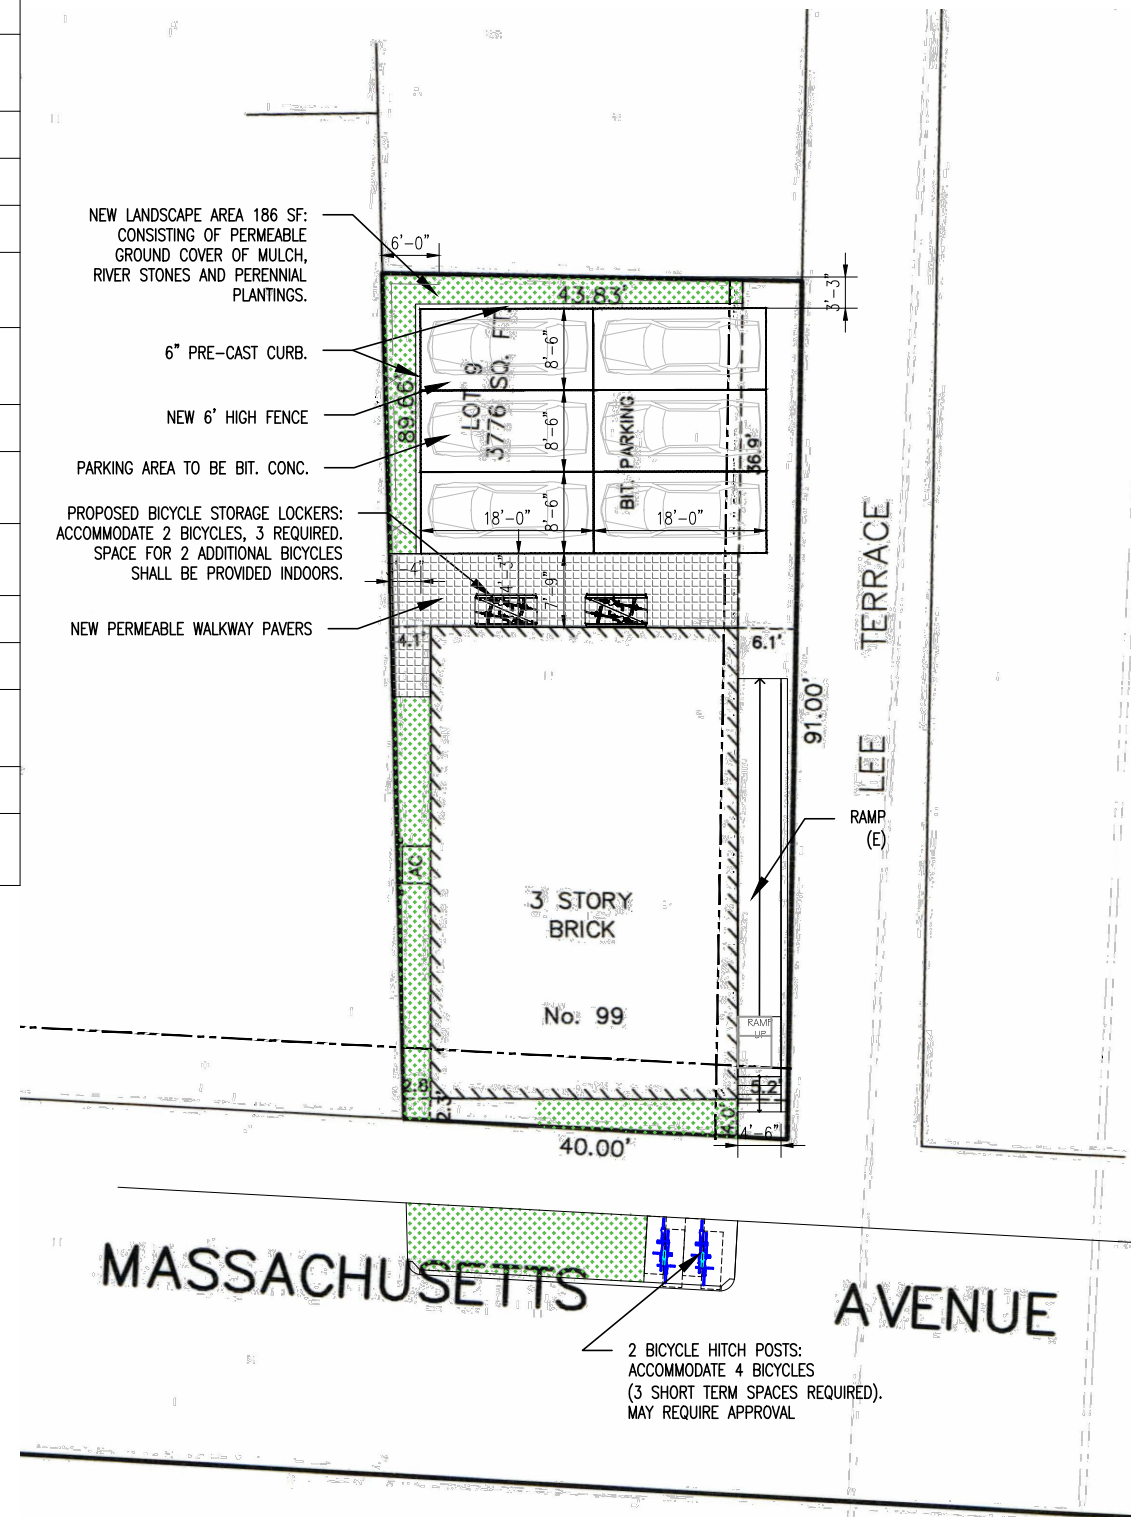 NEW LANDSCAPE AREA 186 SF:
CONSISTING OF PERMEABLE
GROUND COVER OF MULCH,
RIVER STONES AND PERENNIAL
PLANTINGS.
6'-0"
3'-3"
43.83'
6" PRE-CAST CURB.
NEW 6' HIGH FENCE
PARKING AREA TO BE BIT. CONC.
LOT 9
3776 SQ. FT.
89.66'
8'-6"
8'-6"
8'-6"
BIT. PARKING
36.9'
18'-0"
18'-0"
PROPOSED BICYCLE STORAGE LOCKERS:
ACCOMMODATE 2 BICYCLES, 3 REQUIRED.
SPACE FOR 2 ADDITIONAL BICYCLES
SHALL BE PROVIDED INDOORS.
4'-3"
7'-9"
NEW PERMEABLE WALKWAY PAVERS
4.1'
6.1'
91.00'
LEE TERRACE
RAMP
(E)
AC
3 STORY
BRICK
No. 99
RAMP
UP
2.8'
2.3'
5.2'
4'-6"
40.00'
MASSACHUSETTS AVENUE
2 BICYCLE HITCH POSTS:
ACCOMMODATE 4 BICYCLES
(3 SHORT TERM SPACES REQUIRED).
MAY REQUIRE APPROVAL